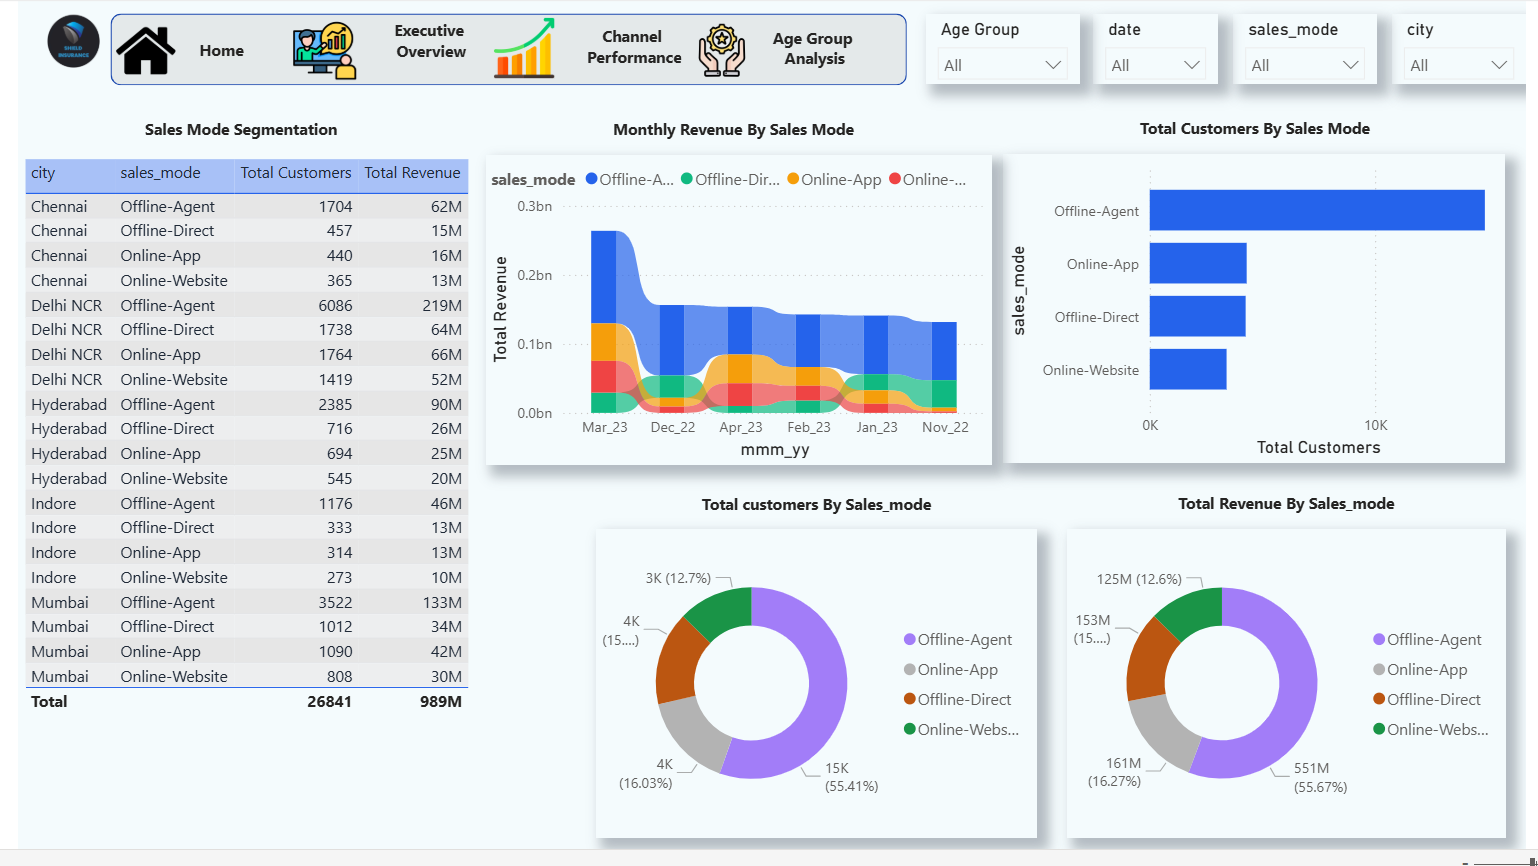 SHIELD
INSURANCE
Home
Executive
Overview
Channel
Performance
Age Group
Analysis
Age Group
All
date
All
sales_mode
All
city
All
Sales Mode Segmentation
city sales_mode Total Customers Total Revenue
Chennai Offline-Agent 1704 62M
Chennai Offline-Direct 457 15M
Chennai Online-App 440 16M
Chennai Online-Website 365 13M
Delhi NCR Offline-Agent 6086 219M
Delhi NCR Offline-Direct 1738 64M
Delhi NCR Online-App 1764 66M
Delhi NCR Online-Website 1419 52M
Hyderabad Offline-Agent 2385 90M
Hyderabad Offline-Direct 716 26M
Hyderabad Online-App 694 25M
Hyderabad Online-Website 545 20M
Indore Offline-Agent 1176 46M
Indore Offline-Direct 333 13M
Indore Online-App 314 13M
Indore Online-Website 273 10M
Mumbai Offline-Agent 3522 133M
Mumbai Offline-Direct 1012 34M
Mumbai Online-App 1090 42M
Mumbai Online-Website 808 30M
Total 26841 989M
Monthly Revenue By Sales Mode
sales_mode Offline-A... Offline-Dir... Online-App Online-...
Total Revenue
0.3bn
0.2bn
0.1bn
0.0bn
Mar_23 Dec_22 Apr_23 Feb_23 Jan_23 Nov_22
mmm_yy
Total Customers By Sales Mode
sales_mode
Offline-Agent
Online-App
Offline-Direct
Online-Website
0K 10K
Total Customers
Total customers By Sales_mode
3K (12.7%)
4K
(15....)
4K
(16.03%)
15K
(55.41%)
Offline-Agent
Online-App
Offline-Direct
Online-Webs...
Total Revenue By Sales_mode
125M (12.6%)
153M
(15....)
161M
(16.27%)
551M
(55.67%)
Offline-Agent
Online-App
Offline-Direct
Online-Webs...